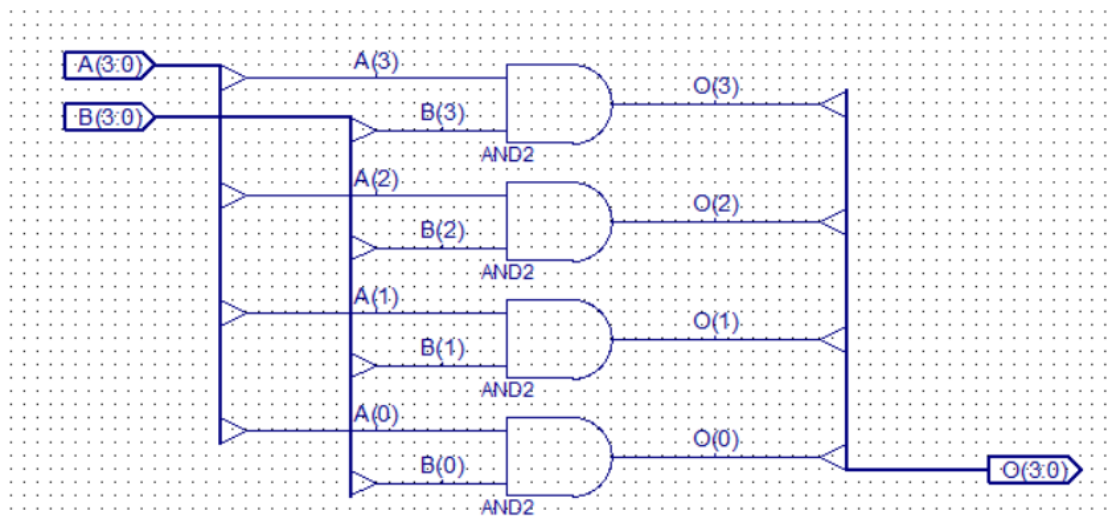 A(3:0)
B(3:0)
A(3)
B(3)
AND2
O(3)
A(2)
B(2)
AND2
O(2)
A(1)
B(1)
AND2
O(1)
A(0)
B(0)
AND2
O(0)
O(3:0)